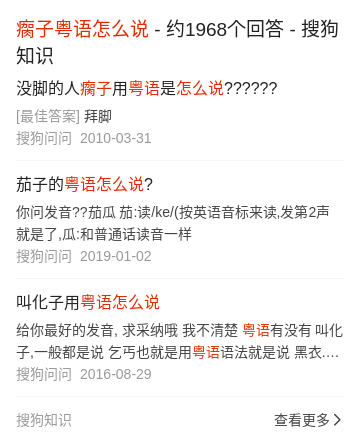 瘸子粤语怎么说 - 约1968个回答 - 搜狗
知识
没脚的人瘸子用粤语是怎么说??????
[最佳答案] 拜脚
搜狗问问 2010-03-31
茄子的粤语怎么说?
你问发音??茄瓜 茄:读/ke/(按英语音标来读,发第2声
就是了,瓜:和普通话读音一样
搜狗问问 2019-01-02
叫化子用粤语怎么说
给你最好的发音, 求采纳哦 我不清楚 粤语有没有 叫化
子,一般都是说 乞丐也就是用粤语语法就是说 黑衣....
搜狗问问 2016-08-29
搜狗知识 查看更多